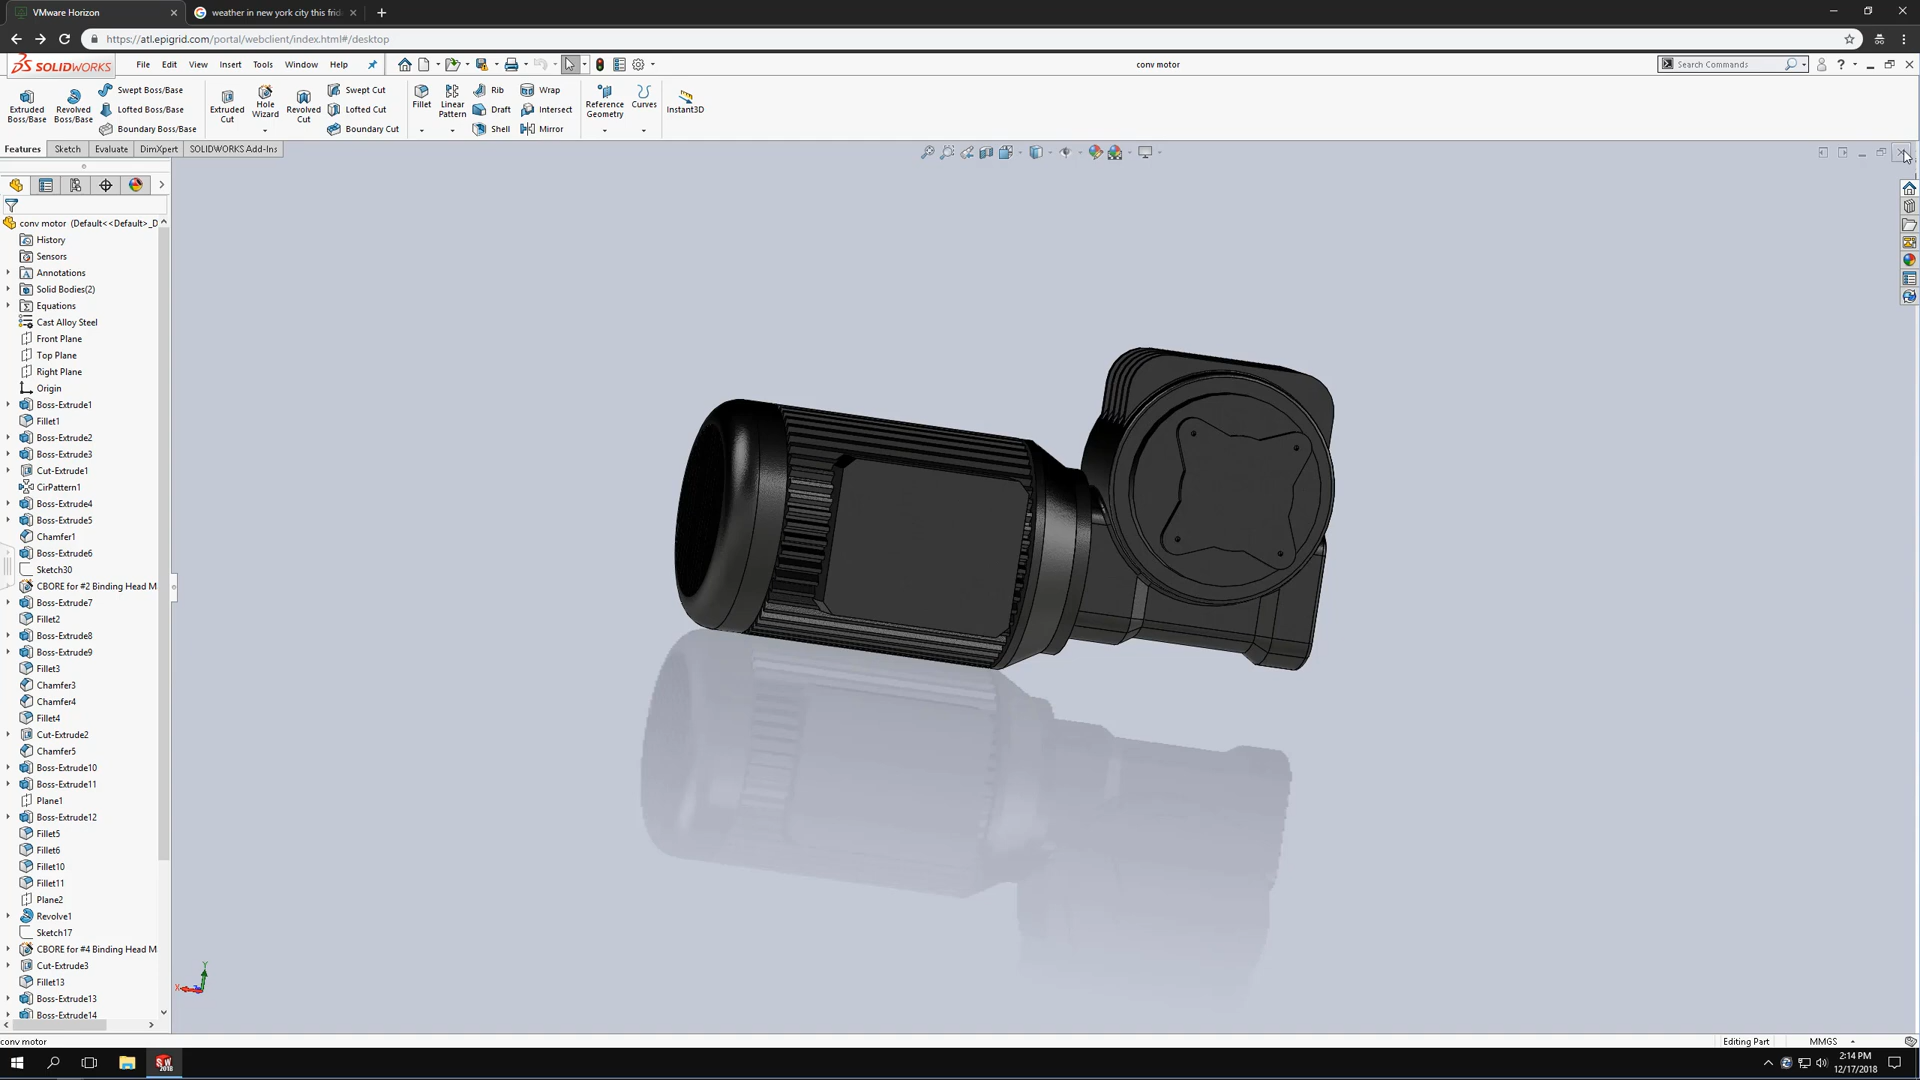 VMware Horizon
weather in new york city this frid
https://atl.epigrid.com/portal/webclient/index.html#/desktop
SOLIDWORKS
File Edit View Insert Tools Window Help
conv motor
Search Commands
Extruded Boss/Base
Revolved Boss/Base
Swept Boss/Base
Lofted Boss/Base
Boundary Boss/Base
Extruded Cut
Hole Wizard
Revolved Cut
Swept Cut
Lofted Cut
Boundary Cut
Fillet
Linear Pattern
Rib
Draft
Shell
Wrap
Intersect
Mirror
Reference Geometry
Curves
Instant3D
Features Sketch Evaluate DimXpert SOLIDWORKS Add-Ins
conv motor (Default<<Default>_D
History
Sensors
Annotations
Solid Bodies(2)
Equations
Cast Alloy Steel
Front Plane
Top Plane
Right Plane
Origin
Boss-Extrude1
Fillet1
Boss-Extrude2
Boss-Extrude3
Cut-Extrude1
CirPattern1
Boss-Extrude4
Boss-Extrude5
Chamfer1
Boss-Extrude6
Sketch30
CBORE for #2 Binding Head M
Boss-Extrude7
Fillet2
Boss-Extrude8
Boss-Extrude9
Fillet3
Chamfer3
Chamfer4
Fillet4
Cut-Extrude2
Chamfer5
Boss-Extrude10
Boss-Extrude11
Plane1
Boss-Extrude12
Fillet5
Fillet6
Fillet10
Fillet11
Plane2
Revolve1
Sketch17
CBORE for #4 Binding Head M
Cut-Extrude3
Fillet13
Boss-Extrude13
Boss-Extrude14
Y
X
conv motor
Editing Part
MMGS
SW 2018
2:14 PM
12/17/2018